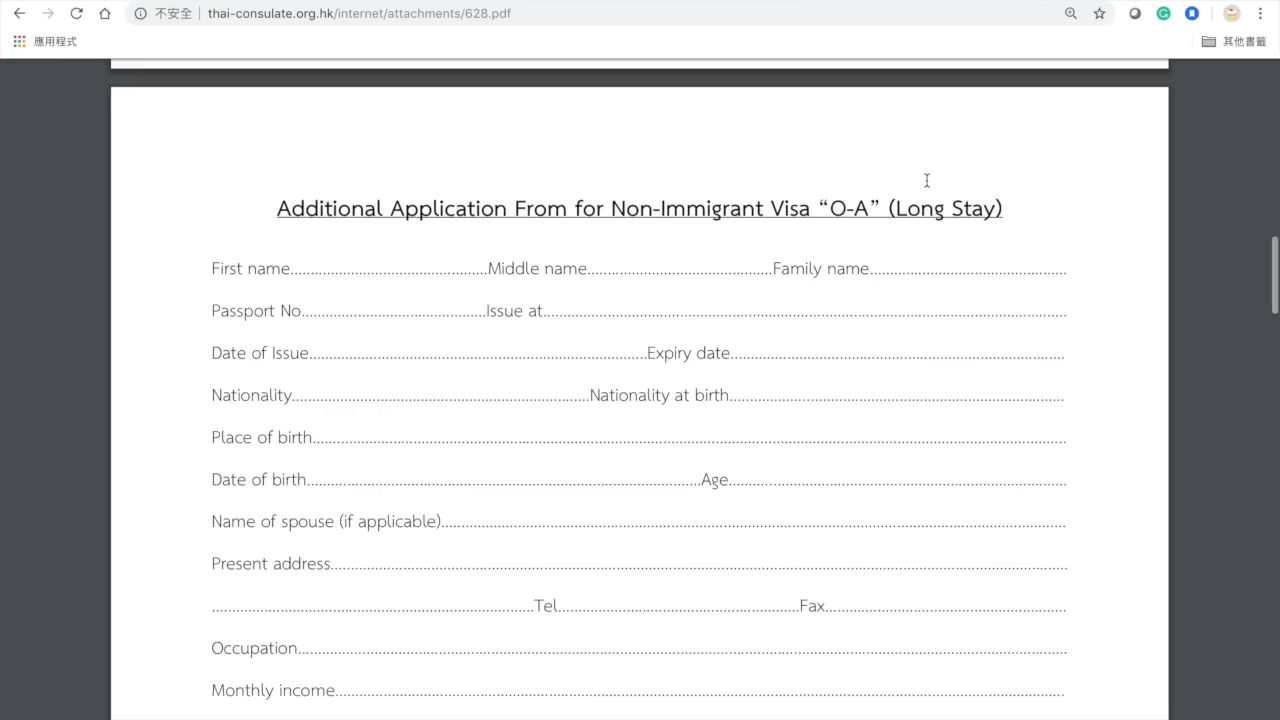 不安全 thai-consulate.org.hk/internet/attachments/628.pdf
應用程式 其他書籤
Additional Application From for Non-Immigrant Visa “O-A” (Long Stay)
First name................................................Middle name.............................................Family name................................................
Passport No.............................................Issue at...............................................................................................................................
Date of Issue..................................................................................Expiry date.................................................................................
Nationality.........................................................................Nationality at birth.................................................................................
Place of birth.......................................................................................................................................................................................
Date of birth................................................................................................Age..................................................................................
Name of spouse (if applicable)........................................................................................................................................................
Present address...................................................................................................................................................................................
..............................................................................Tel...........................................................Fax...........................................................
Occupation...........................................................................................................................................................................................
Monthly income.................................................................................................................................................................................